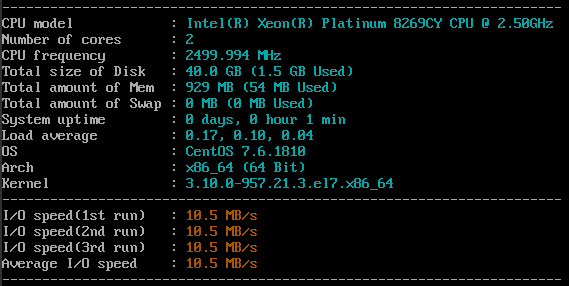 ----------------------------------------------------------------------
CPU model            : Intel(R) Xeon(R) Platinum 8269CY CPU @ 2.50GHz
Number of cores      : 2
CPU frequency        : 2499.994 MHz
Total size of Disk   : 40.0 GB (1.5 GB Used)
Total amount of Mem  : 929 MB (54 MB Used)
Total amount of Swap : 0 MB (0 MB Used)
System uptime        : 0 days, 0 hour 1 min
Load average         : 0.17, 0.10, 0.04
OS                   : CentOS 7.6.1810
Arch                 : x86_64 (64 Bit)
Kernel               : 3.10.0-957.21.3.el7.x86_64
----------------------------------------------------------------------
I/O speed(1st run)   : 10.5 MB/s
I/O speed(2nd run)   : 10.5 MB/s
I/O speed(3rd run)   : 10.5 MB/s
Average I/O speed    : 10.5 MB/s
----------------------------------------------------------------------